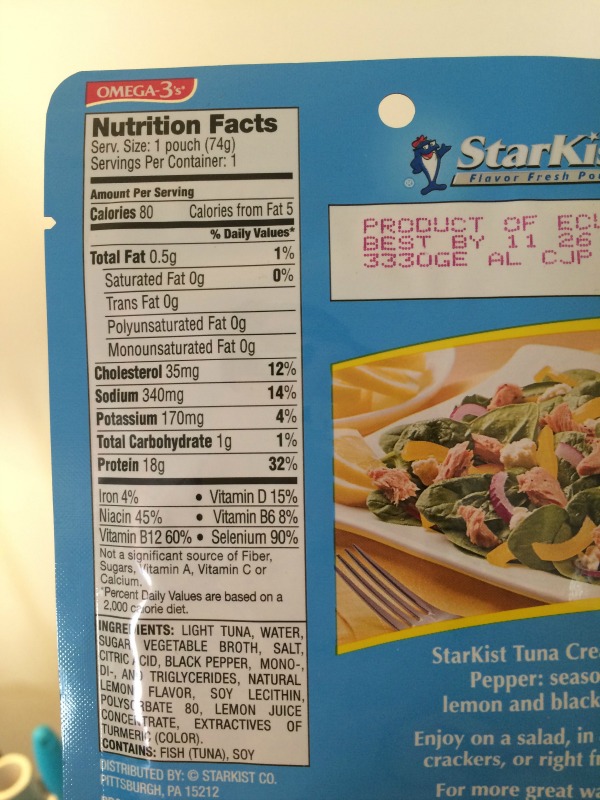 OMEGA-3's*
Nutrition Facts
Serv. Size: 1 pouch (74g)
Servings Per Container: 1
Amount Per Serving
Calories 80 Calories from Fat 5
% Daily Values*
Total Fat 0.5g 1%
Saturated Fat 0g 0%
Trans Fat 0g
Polyunsaturated Fat 0g
Monounsaturated Fat 0g
Cholesterol 35mg 12%
Sodium 340mg 14%
Potassium 170mg 4%
Total Carbohydrate 1g 1%
Protein 18g 32%
Iron 4% • Vitamin D 15%
Niacin 45% • Vitamin B6 8%
Vitamin B12 60% • Selenium 90%
Not a significant source of Fiber,
Sugars, Vitamin A, Vitamin C or
Calcium.
*Percent Daily Values are based on a
2,000 calorie diet.
INGREDIENTS: LIGHT TUNA, WATER,
SUGAR, VEGETABLE BROTH, SALT,
CITRIC ACID, BLACK PEPPER, MONO-,
DI-, AND TRIGLYCERIDES, NATURAL
LEMON FLAVOR, SOY LECITHIN,
POLYSORBATE 80, LEMON JUICE
CONCENTRATE, EXTRACTIVES OF
TURMERIC (COLOR).
CONTAINS: FISH (TUNA), SOY
DISTRIBUTED BY: © STARKIST CO.
PITTSBURGH, PA 15212
® StarKis
Flavor Fresh Po
PRODUCT OF ECU
BEST BY 11 26
333OGE AL CJP
StarKist Tuna Crea
Pepper: seaso
lemon and black
Enjoy on a salad, in
crackers, or right fr
For more great wa